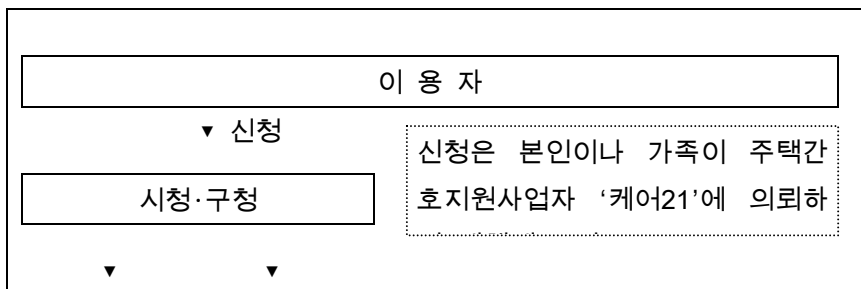 이 용 자
▼ 신청
신청은 본인이나 가족이 주택간
호지원사업자 ‘케어21’에 의뢰하
시청·구청
▼ ▼